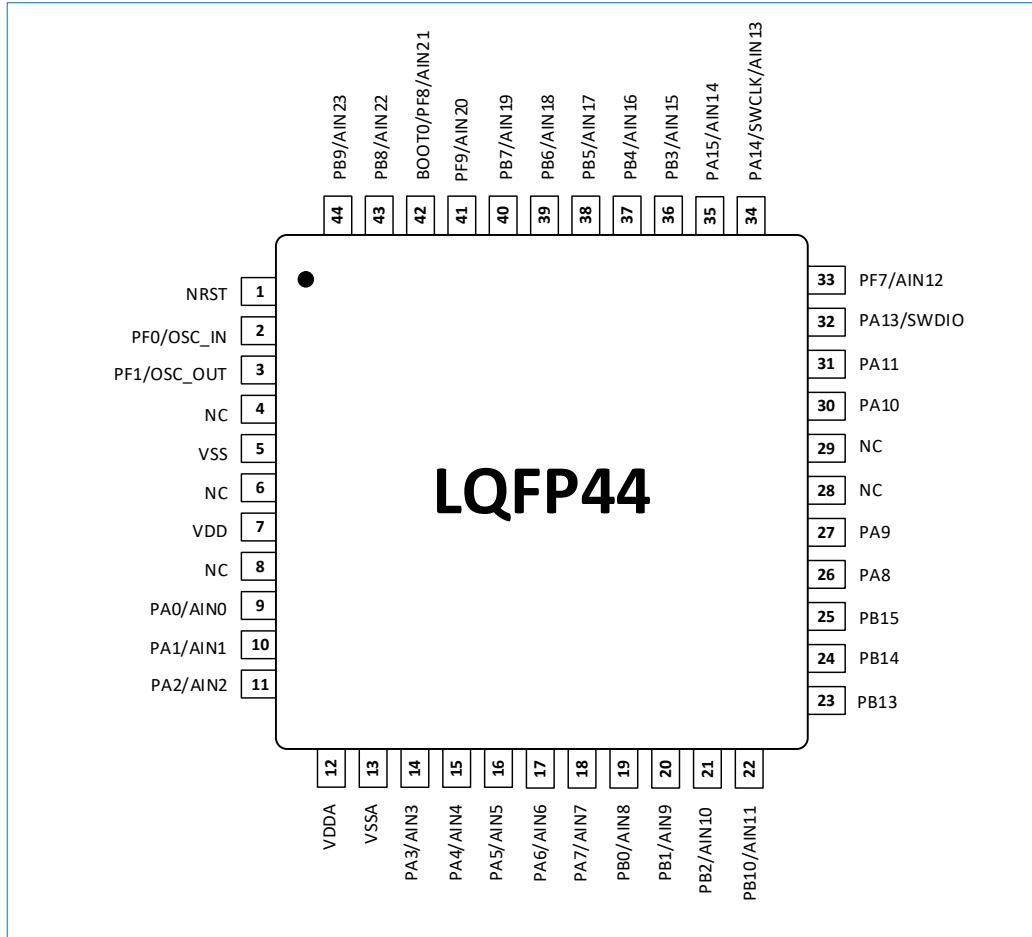 PB9/AIN23
PB8/AIN22
BOOT0/PF8/AIN21
PF9/AIN20
PB7/AIN19
PB6/AIN18
PB5/AIN17
PB4/AIN16
PB3/AIN15
PA15/AIN14
PA14/SWCLK/AIN13
44
43
42
41
40
39
38
37
36
35
34
NRST 1
PF0/OSC_IN 2
PF1/OSC_OUT 3
NC 4
VSS 5
NC 6
VDD 7
NC 8
PA0/AIN0 9
PA1/AIN1 10
PA2/AIN2 11
LQFP44
33 PF7/AIN12
32 PA13/SWDIO
31 PA11
30 PA10
29 NC
28 NC
27 PA9
26 PA8
25 PB15
24 PB14
23 PB13
12
13
14
15
16
17
18
19
20
21
22
VDDA
VSSA
PA3/AIN3
PA4/AIN4
PA5/AIN5
PA6/AIN6
PA7/AIN7
PB0/AIN8
PB1/AIN9
PB2/AIN10
PB10/AIN11